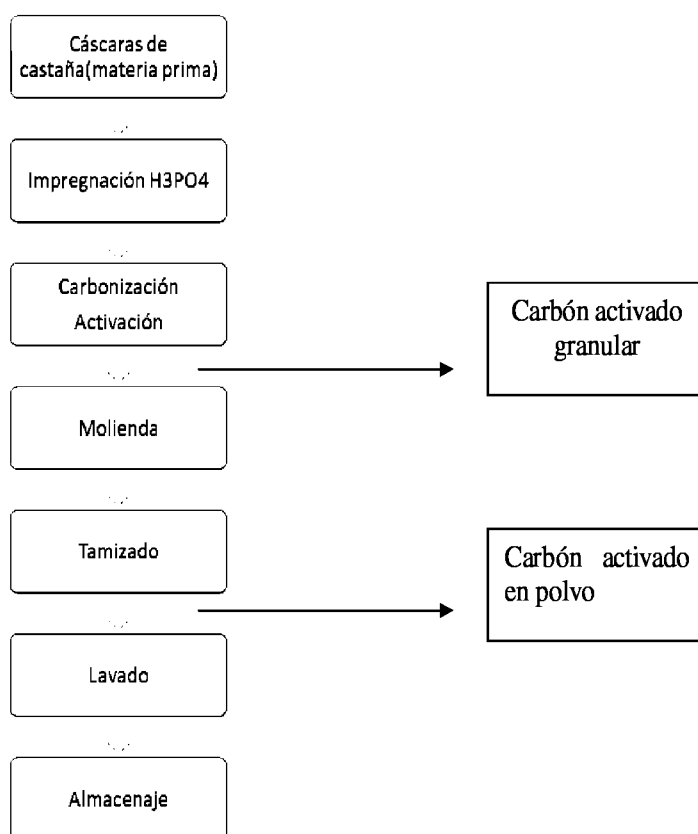 Cáscaras de
castaña(materia prima)
Impregnación H3PO4
Carbonización
Activación
Carbón activado
granular
Molienda
Tamizado
Carbón activado
en polvo
Lavado
Almacenaje